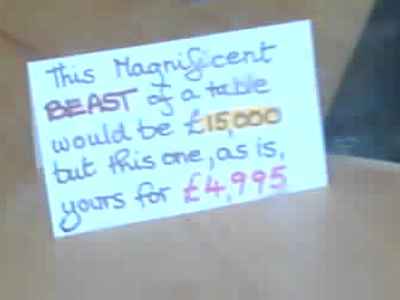 This Magnificent
BEAST of a table
would be £15,000
but this one, as is,
yours for £4,995